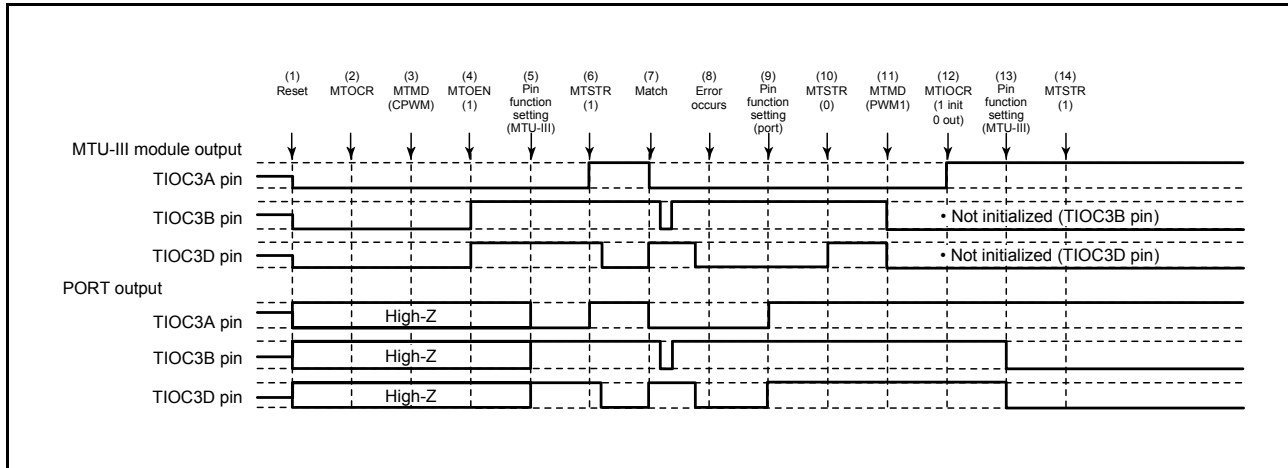 (1) (2) (3) (4) (5) (6) (7) (8) (9) (10) (11) (12) (13) (14)
Reset MTOCR MTMD MTOEN Pin MTSTR Match Error Pin MTSTR MTMD MTIOCR Pin MTSTR
(CPWM) (1) function (1) occurs function (0) (PWM1) (1 init function (1)
setting setting 0 out) setting
(MTU-III) (port) (MTU-III)
MTU-III module output
TIOC3A pin
TIOC3B pin • Not initialized (TIOC3B pin)
TIOC3D pin • Not initialized (TIOC3D pin)
PORT output
TIOC3A pin High-Z
TIOC3B pin High-Z
TIOC3D pin High-Z